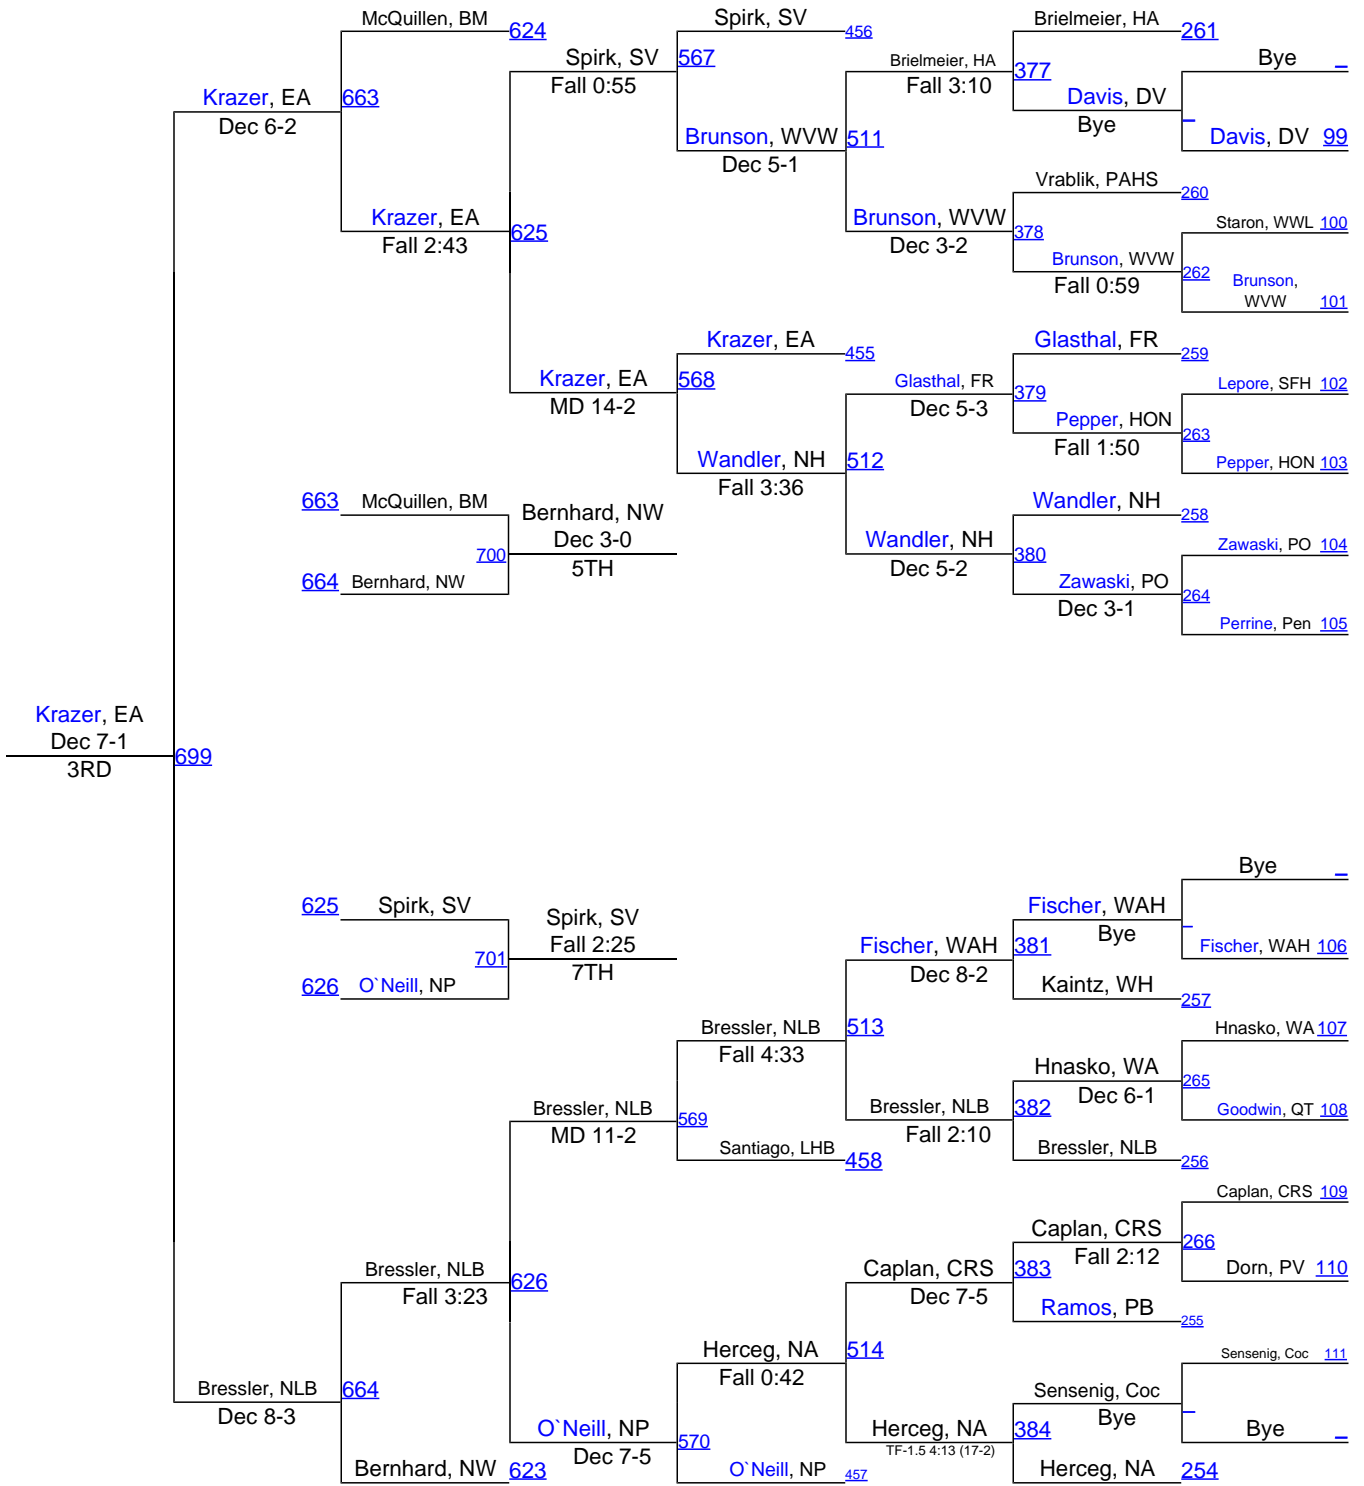 McQuillen, BM 624
Spirk, SV 456
Brielmeier, HA 261
Spirk, SV 567
Fall 0:55
Brielmeier, HA 377
Fall 3:10
Bye _
Krazer, EA 663
Dec 6-2
Davis, DV _
Bye
Brunson, WVW 511
Dec 5-1
Davis, DV 99
Vrablik, PAHS 260
Krazer, EA 625
Fall 2:43
Brunson, WVW 378
Dec 3-2
Staron, WWL 100
Brunson, WVW 262
Fall 0:59
Brunson,
WVW 101
Krazer, EA 455
Glasthal, FR 259
Krazer, EA 568
MD 14-2
Glasthal, FR 379
Dec 5-3
Lepore, SFH 102
Pepper, HON 263
Fall 1:50
Wandler, NH 512
Fall 3:36
Pepper, HON 103
663 McQuillen, BM
Wandler, NH 258
Bernhard, NW
700 Dec 3-0
5TH
Wandler, NH 380
Dec 5-2
Zawaski, PO 104
664 Bernhard, NW
Zawaski, PO 264
Dec 3-1
Perrine, Pen 105
Krazer, EA
Dec 7-1
699
3RD
Bye _
625 Spirk, SV
Spirk, SV
Fall 2:25
701
7TH
Fischer, WAH _
Bye
Fischer, WAH 381
Dec 8-2
Fischer, WAH 106
626 O`Neill, NP
Kaintz, WH 257
Bressler, NLB 513
Fall 4:33
Hnasko, WA 107
Hnasko, WA 265
Dec 6-1
Bressler, NLB 569
MD 11-2
Bressler, NLB 382
Fall 2:10
Goodwin, QT 108
Santiago, LHB 458
Bressler, NLB 256
Caplan, CRS 109
Caplan, CRS 266
Fall 2:12
Bressler, NLB 626
Fall 3:23
Caplan, CRS 383
Dec 7-5
Dorn, PV 110
Ramos, PB 255
Herceg, NA 514
Fall 0:42
Sensenig, Coc 111
Bressler, NLB 664
Dec 8-3
Sensenig, Coc _
Bye
O`Neill, NP 570
Dec 7-5
Herceg, NA 384
TF-1.5 4:13 (17-2)
Bye _
Bernhard, NW 623
O`Neill, NP 457
Herceg, NA 254